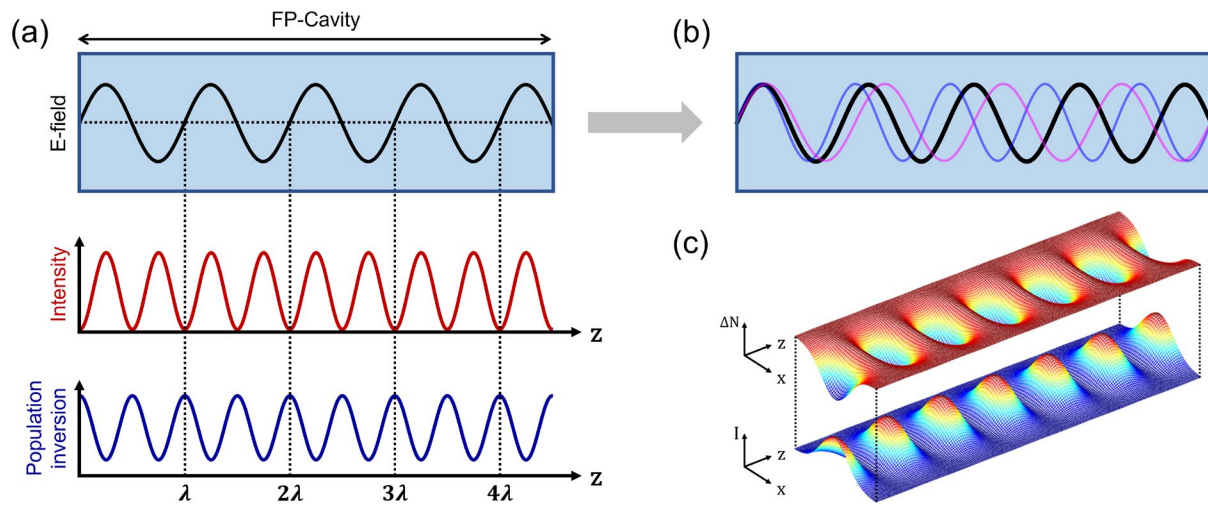 (a)
FP-Cavity
E-field
Intensity
z
Population
inversion
z
λ 2λ 3λ 4λ
(b)
(c)
ΔN
z
x
I
z
x